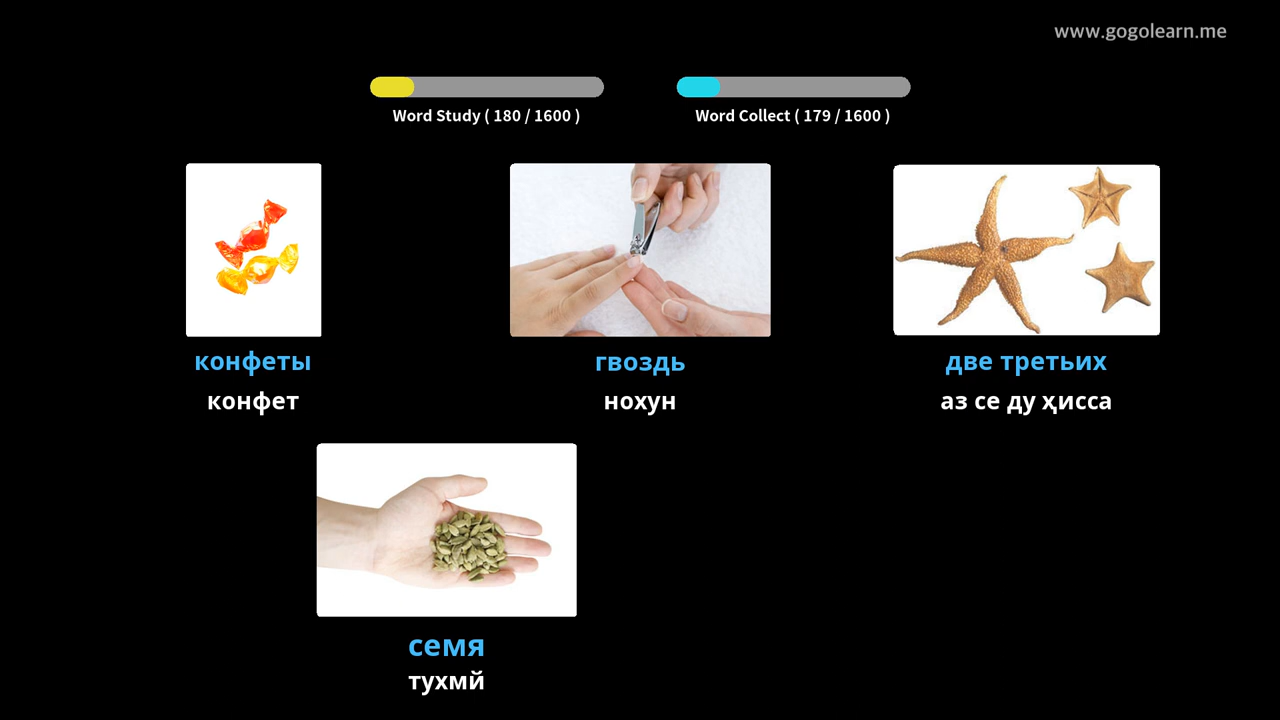 www.gogolearn.me
Word Study ( 180 / 1600 )
Word Collect ( 179 / 1600 )
конфеты
гвоздь
две третьих
конфет
нохун
аз се ду ҳисса
семя
тухмй